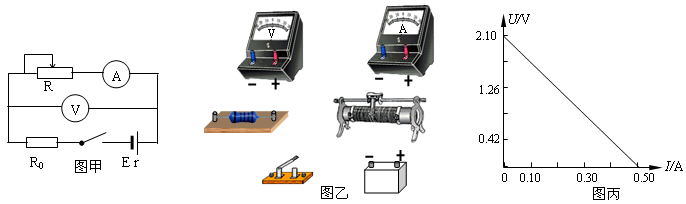 R
A
V
R₀
E r
图甲
V
A
- +
- +
- +
图乙
U/V
2.10
1.26
0.42
0
0.10
0.30
0.50
I/A
图丙